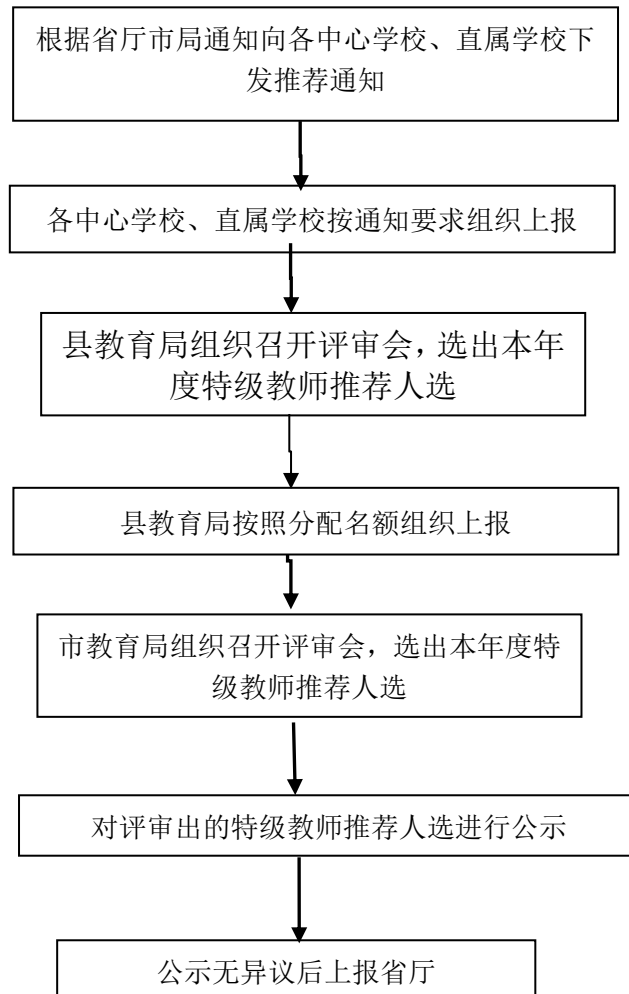 根据省厅市局通知向各中心学校、直属学校下
发推荐通知
各中心学校、直属学校按通知要求组织上报
县教育局组织召开评审会，选出本年
度特级教师推荐人选
县教育局按照分配名额组织上报
市教育局组织召开评审会，选出本年度特
级教师推荐人选
对评审出的特级教师推荐人选进行公示
公示无异议后上报省厅